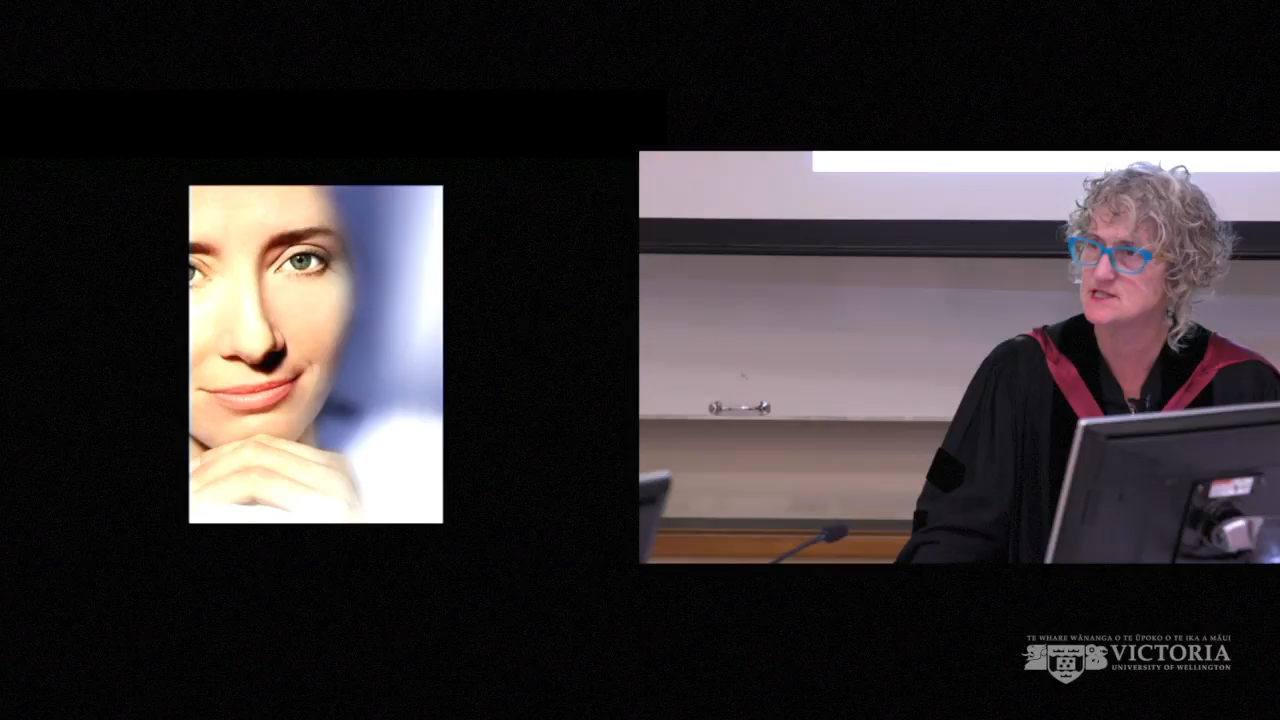 TE WHARE WĀNANGA O TE ŪPOKO O TE IKA A MĀUI
VICTORIA
UNIVERSITY OF WELLINGTON